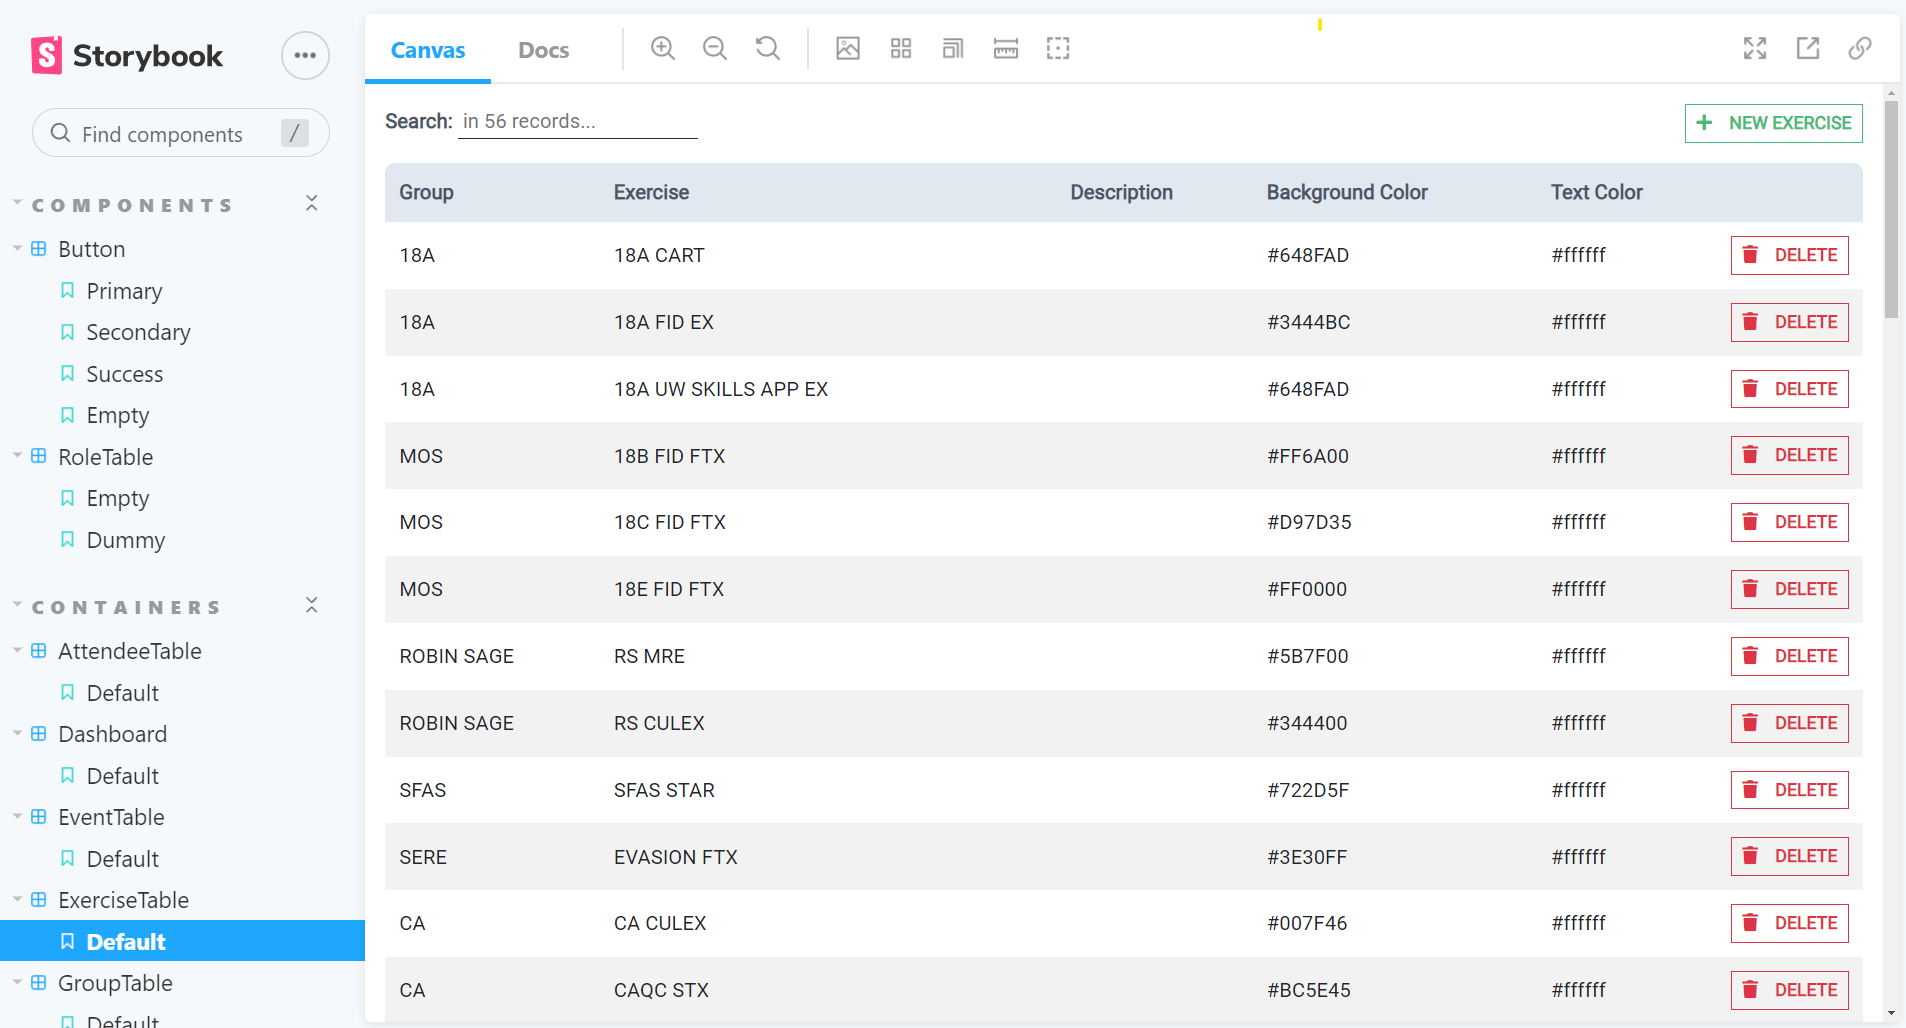 Storybook
Find components /
COMPONENTS
Button
Primary
Secondary
Success
Empty
RoleTable
Empty
Dummy
CONTAINERS
AttendeeTable
Default
Dashboard
Default
EventTable
Default
ExerciseTable
Default
GroupTable
Default
Canvas Docs
Search: in 56 records...
NEW EXERCISE
Group Exercise Description Background Color Text Color
18A 18A CART #648FAD #ffffff DELETE
18A 18A FID EX #3444BC #ffffff DELETE
18A 18A UW SKILLS APP EX #648FAD #ffffff DELETE
MOS 18B FID FTX #FF6A00 #ffffff DELETE
MOS 18C FID FTX #D97D35 #ffffff DELETE
MOS 18E FID FTX #FF0000 #ffffff DELETE
ROBIN SAGE RS MRE #5B7F00 #ffffff DELETE
ROBIN SAGE RS CULEX #344400 #ffffff DELETE
SFAS SFAS STAR #722D5F #ffffff DELETE
SERE EVASION FTX #3E30FF #ffffff DELETE
CA CA CULEX #007F46 #ffffff DELETE
CA CAQC STX #BC5E45 #ffffff DELETE